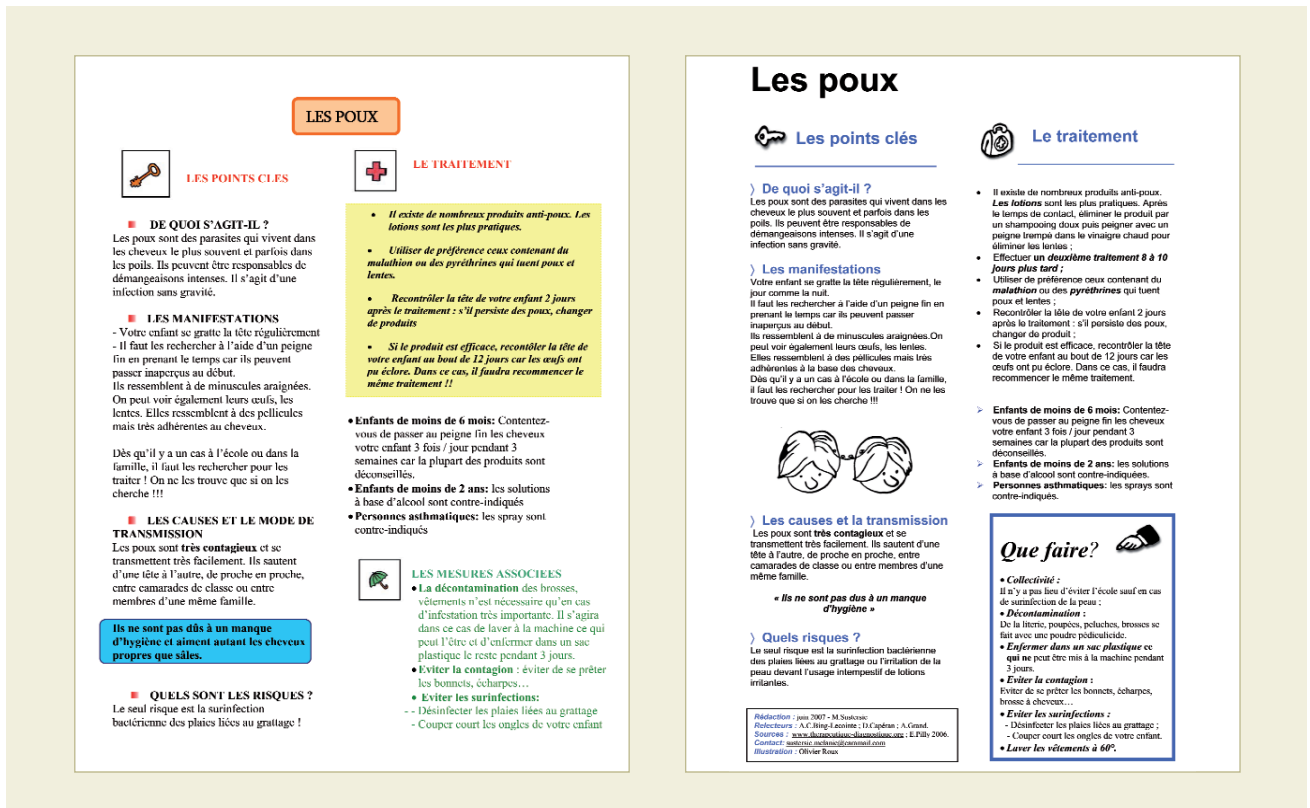 LES POUX
LES POINTS CLES
DE QUOI S'AGIT-IL ?
Les poux sont des parasites qui vivent dans
les cheveux le plus souvent et parfois dans
les poils. Ils peuvent être responsables de
démangeaisons intenses. Il s'agit d'une
infection sans gravité.
LES MANIFESTATIONS
- Votre enfant se gratte la tête régulièrement
- Il faut les rechercher à l'aide d'un peigne
fin en prenant le temps car ils peuvent
passer inaperçus au début.
Ils ressemblent à de minuscules araignées.
On peut voir également leurs œufs, les
lentes. Elles ressemblent à des pellicules
mais très adhérentes au cheveux.
Dès qu'il y a un cas à l'école ou dans la
famille, il faut les rechercher pour les
traiter ! On ne les trouve que si on les
cherche !!!
LES CAUSES ET LE MODE DE
TRANSMISSION
Les poux sont très contagieux et se
transmettent très facilement. Ils sautent
d'une tête à l'autre, de proche en proche,
entre camarades de classe ou entre
membres d'une même famille.
Ils ne sont pas dûs à un manque
d'hygiène et aiment autant les cheveux
propres que sâles.
QUELS SONT LES RISQUES ?
Le seul risque est la surinfection
bactérienne des plaies liées au grattage !
LE TRAITEMENT
• Il existe de nombreux produits anti-poux. Les
lotions sont les plus pratiques.
• Utiliser de préférence ceux contenant du
malathion ou des pyréthrines qui tuent poux et
lentes.
• Recontrôler la tête de votre enfant 2 jours
après le traitement : s'il persiste des poux, changer
de produits
• Si le produit est efficace, recontôler la tête de
votre enfant au bout de 12 jours car les œufs ont
pu éclore. Dans ce cas, il faudra recommencer le
même traitement !!
• Enfants de moins de 6 mois: Contentez-
vous de passer au peigne fin les cheveux
votre enfant 3 fois / jour pendant 3
semaines car la plupart des produits sont
déconseillés.
• Enfants de moins de 2 ans: les solutions
à base d'alcool sont contre-indiqués
• Personnes asthmatiques: les spray sont
contre-indiqués
LES MESURES ASSOCIEES
• La décontamination des brosses,
vêtements n'est nécessaire qu'en cas
d'infestation très importante. Il s'agira
dans ce cas de laver à la machine ce qui
peut l'être et d'enfermer dans un sac
plastique le reste pendant 3 jours.
• Eviter la contagion : éviter de se prêter
les bonnets, écharpes…
• Eviter les surinfections:
- - Désinfecter les plaies liées au grattage
- Couper court les ongles de votre enfant
Les poux
Les points clés
〉 De quoi s'agit-il ?
Les poux sont des parasites qui vivent dans les
cheveux le plus souvent et parfois dans les
poils. Ils peuvent être responsables de
démangeaisons intenses. Il s'agit d'une
infection sans gravité.
〉 Les manifestations
Votre enfant se gratte la tête régulièrement, le
jour comme la nuit.
Il faut les rechercher à l'aide d'un peigne fin en
prenant le temps car ils peuvent passer
inaperçus au début.
Ils ressemblent à de minuscules araignées.On
peut voir également leurs œufs, les lentes.
Elles ressemblent à des péllicules mais très
adhérentes à la base des cheveux.
Dès qu'il y a un cas à l'école ou dans la famille,
il faut les rechercher pour les traiter ! On ne les
trouve que si on les cherche !!!
〉 Les causes et la transmission
Les poux sont très contagieux et se
transmettent très facilement. Ils sautent d'une
tête à l'autre, de proche en proche, entre
camarades de classe ou entre membres d'une
même famille.
« Ils ne sont pas dus à un manque
d'hygiène »
〉 Quels risques ?
Le seul risque est la surinfection bactérienne
des plaies liées au grattage ou l'irritation de la
peau devant l'usage intempestif de lotions
irritantes.
Rédaction : juin 2007 - M.Sustersic
Relecteurs : A.C.Bing-Lecointe ; D.Capéran ; A.Grand.
Sources : www.therapeutique-diagnostique.org ; E.Pilly 2006.
Contact: sustersic.melanie@caramail.com
Illustration : Olivier Roux
Le traitement
• Il existe de nombreux produits anti-poux.
Les lotions sont les plus pratiques. Après
le temps de contact, éliminer le produit par
un shampooing doux puis peigner avec un
peigne trempé dans le vinaigre chaud pour
éliminer les lentes ;
• Effectuer un deuxième traitement 8 à 10
jours plus tard ;
• Utiliser de préférence ceux contenant du
malathion ou des pyréthrines qui tuent
poux et lentes ;
• Recontrôler la tête de votre enfant 2 jours
après le traitement : s'il persiste des poux,
changer de produit ;
• Si le produit est efficace, recontrôler la tête
de votre enfant au bout de 12 jours car les
œufs ont pu éclore. Dans ce cas, il faudra
recommencer le même traitement.
➢ Enfants de moins de 6 mois: Contentez-
vous de passer au peigne fin les cheveux
votre enfant 3 fois / jour pendant 3
semaines car la plupart des produits sont
déconseillés.
➢ Enfants de moins de 2 ans: les solutions
à base d'alcool sont contre-indiquées.
➢ Personnes asthmatiques: les sprays sont
contre-indiqués.
Que faire?
• Collectivité :
Il n'y a pas lieu d'éviter l'école sauf en cas
de surinfection de la peau ;
• Décontamination :
De la literie, poupées, peluches, brosses se
fait avec une poudre pédiculicide.
• Enfermer dans un sac plastique ce
qui ne peut être mis à la machine pendant
3 jours.
• Eviter la contagion :
Eviter de se prêter les bonnets, écharpes,
brosse à cheveux…
• Eviter les surinfections :
- Désinfecter les plaies liées au grattage ;
- Couper court les ongles de votre enfant.
• Laver les vêtements à 60°.